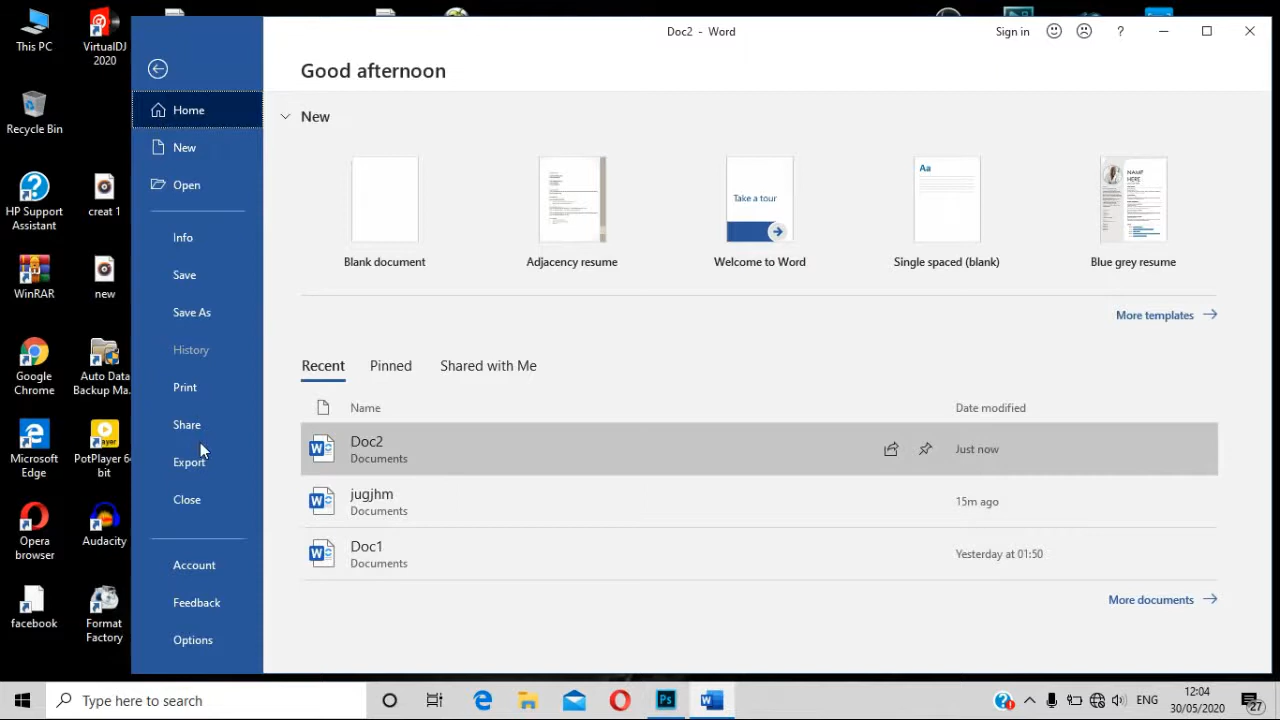 Doc2 - Word
Sign in
?
Good afternoon
Home
New
Open
Info
Save
Save As
History
Print
Share
Export
Close
Account
Feedback
Options
New
Take a tour
Aa
NAME
HERE
Blank document
Adjacency resume
Welcome to Word
Single spaced (blank)
Blue grey resume
More templates
Recent Pinned Shared with Me
Name Date modified
Doc2
Documents
Just now
jugjhm
Documents
15m ago
Doc1
Documents
Yesterday at 01:50
More documents
This PC
VirtualDJ
2020
Recycle Bin
HP Support
Assistant
creat 1
WinRAR
new
Google
Chrome
Auto Data
Backup Ma...
Microsoft
Edge
PotPlayer 64
bit
Opera
browser
Audacity
facebook
Format
Factory
Type here to search
Ps
ENG
12:04
30/05/2020
27